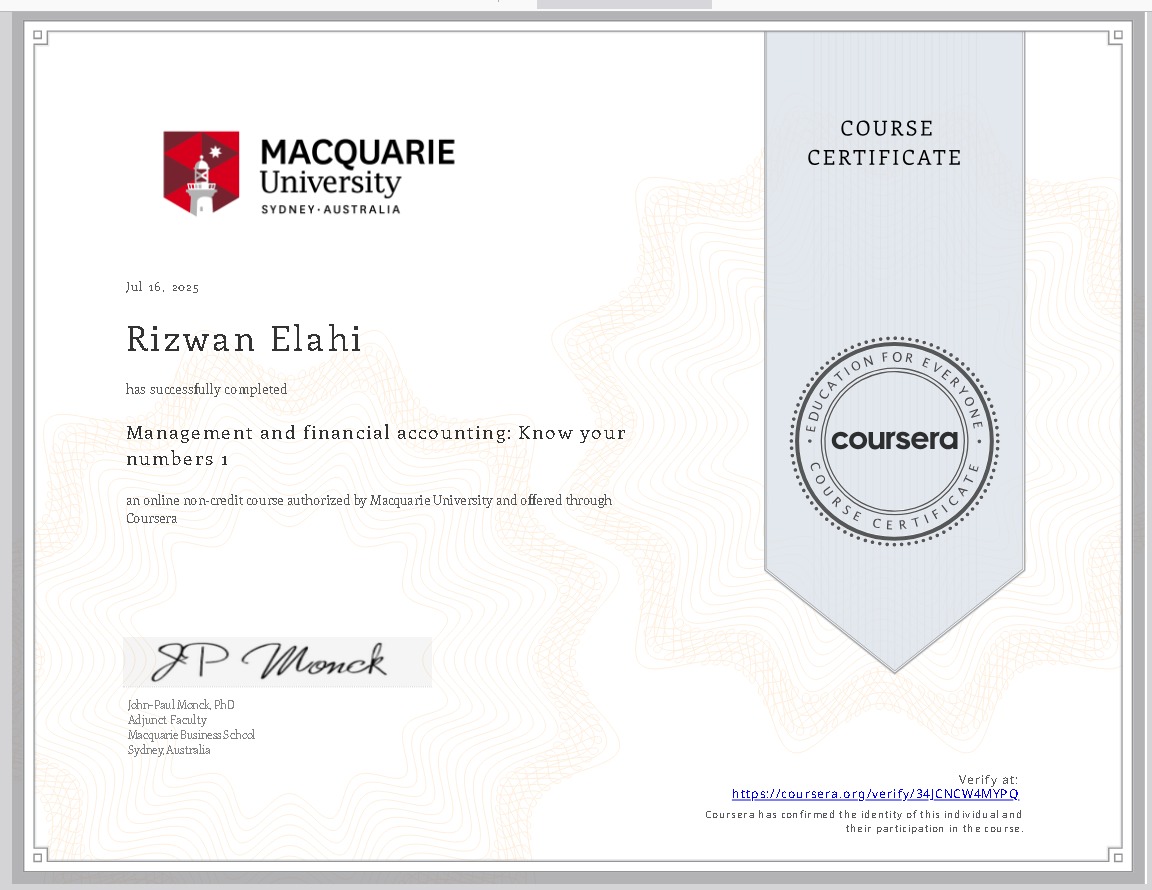 COURSE
CERTIFICATE
MACQUARIE
University
SYDNEY·AUSTRALIA
Jul 16, 2025
Rizwan Elahi
has successfully completed
Management and financial accounting: Know your
numbers 1
an online non-credit course authorized by Macquarie University and offered through
Coursera
EDUCATION FOR EVERYONE
coursera
COURSE CERTIFICATE
JP Monck
John-Paul Monck, PhD
Adjunct Faculty
Macquarie Business School
Sydney, Australia
Verify at:
https://coursera.org/verify/34JCNCW4MYPQ
Coursera has confirmed the identity of this individual and
their participation in the course.